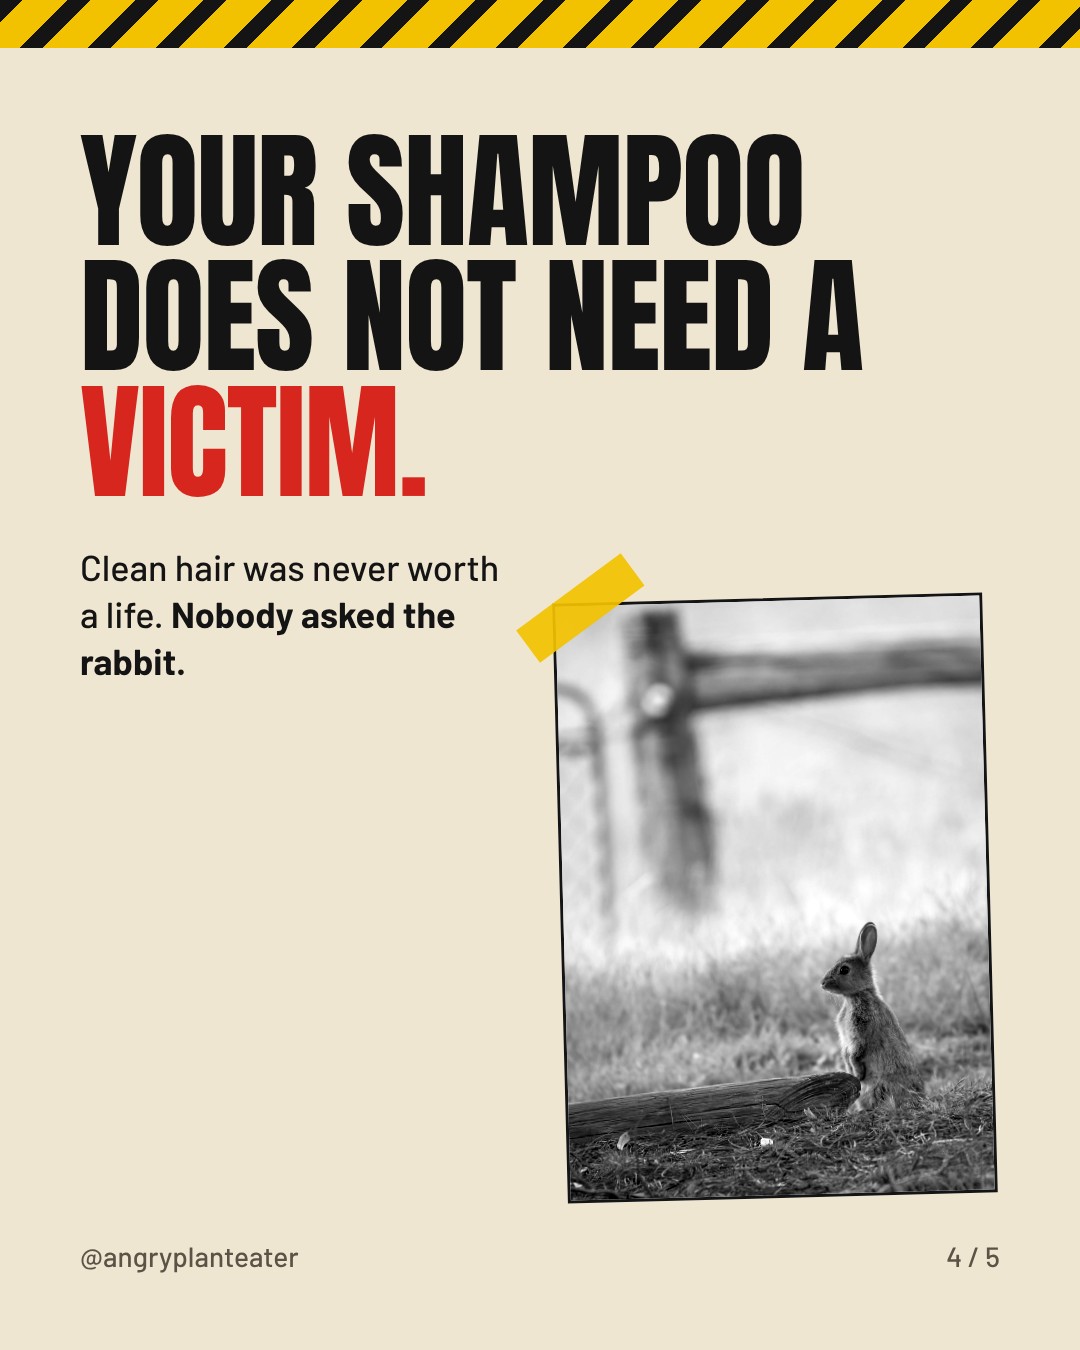 YOUR SHAMPOO
DOES NOT NEED A
VICTIM.
Clean hair was never worth
a life. Nobody asked the
rabbit.
@angryplanteater
4 / 5